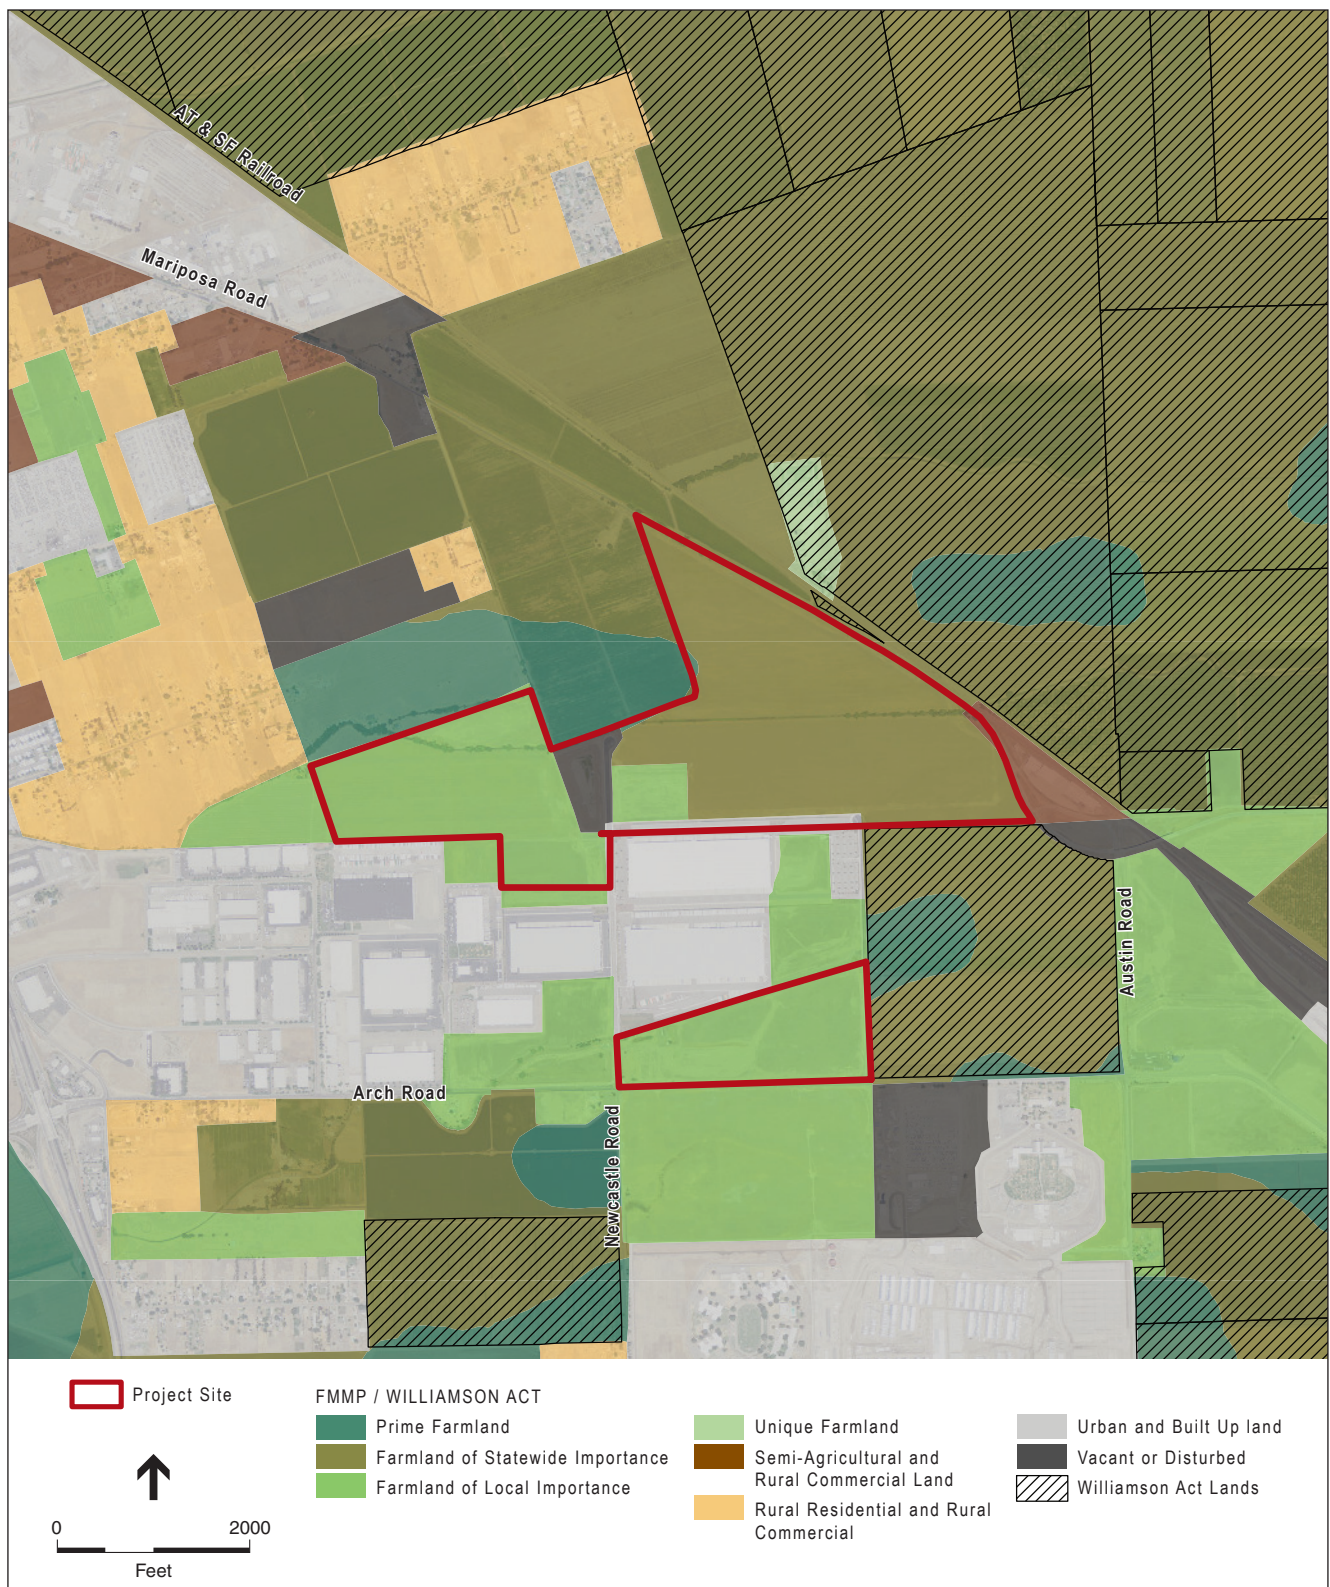 AT & SF Railroad
Mariposa Road
Austin Road
Arch Road
Newcastle Road
Project Site
FMMP / WILLIAMSON ACT
Prime Farmland
Farmland of Statewide Importance
Farmland of Local Importance
Unique Farmland
Semi-Agricultural and
Rural Commercial Land
Rural Residential and Rural
Commercial
Urban and Built Up land
Vacant or Disturbed
Williamson Act Lands
0 2000
Feet